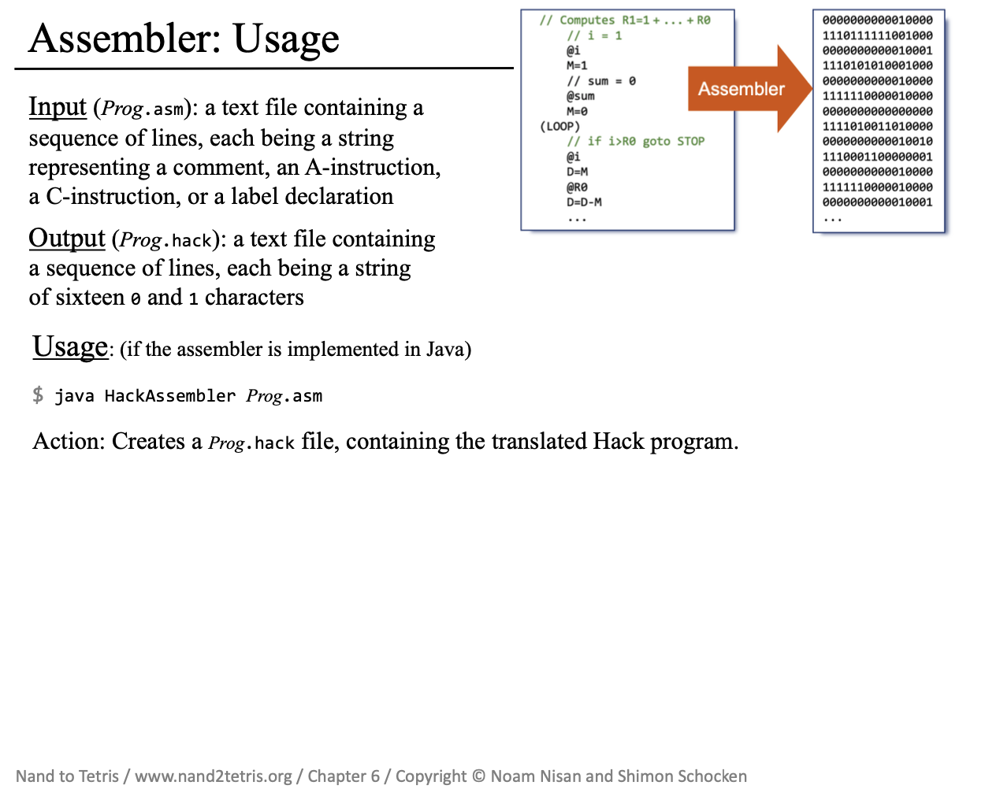 Assembler: Usage
Input (Prog.asm): a text file containing a
sequence of lines, each being a string
representing a comment, an A-instruction,
a C-instruction, or a label declaration
Output (Prog.hack): a text file containing
a sequence of lines, each being a string
of sixteen 0 and 1 characters
Usage: (if the assembler is implemented in Java)
$ java HackAssembler Prog.asm
Action: Creates a Prog.hack file, containing the translated Hack program.
// Computes R1=1 + ... + R0
// i = 1
@i
M=1
// sum = 0
@sum
M=0
(LOOP)
// if i>R0 goto STOP
@i
D=M
@R0
D=D-M
...
Assembler
0000000000010000
1110111111001000
0000000000010001
1110101010001000
0000000000010000
1111110000010000
0000000000000000
1111010011010000
0000000000010010
1110001100000001
0000000000010000
1111110000010000
0000000000010001
...
Nand to Tetris / www.nand2tetris.org / Chapter 6 / Copyright © Noam Nisan and Shimon Schocken